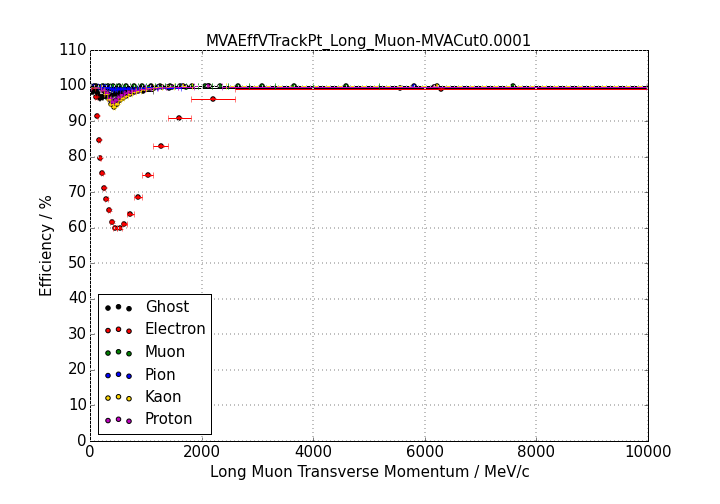 MVAEffVTrackPt_Long_Muon-MVACut0.0001
110
100
90
80
70
60
50
40
30
20
10
0
Efficiency / %
Ghost
Electron
Muon
Pion
Kaon
Proton
0 2000 4000 6000 8000 10000
Long Muon Transverse Momentum / MeV/c